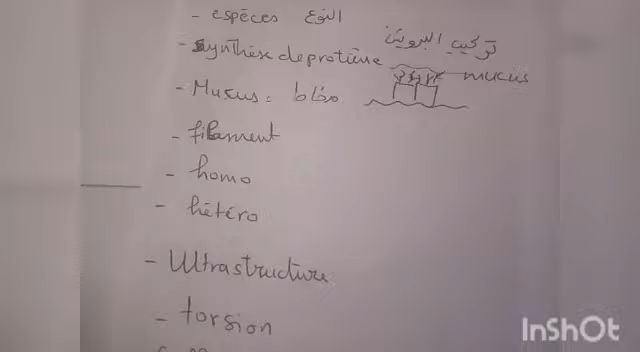 - espèces النوع
- synthèse de protéine تركيب البروتين
mucus
- Mucus = مخاط
- filament
- homo
- hétéro
- Ultrastructure
- torsion
InShOt